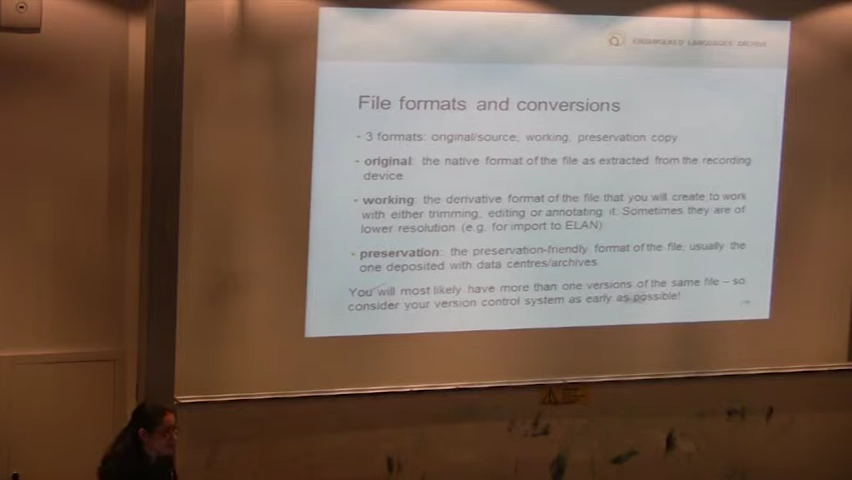 ENDANGERED LANGUAGES ARCHIVE
File formats and conversions
- 3 formats: original/source, working, preservation copy
- original: the native format of the file as extracted from the recording
device
- working: the derivative format of the file that you will create to work
with either trimming, editing or annotating it. Sometimes they are of
lower resolution (e.g. for import to ELAN)
- preservation: the preservation-friendly format of the file, usually the
one deposited with data centres/archives.
You will most likely have more than one versions of the same file – so
consider your version control system as early as possible!